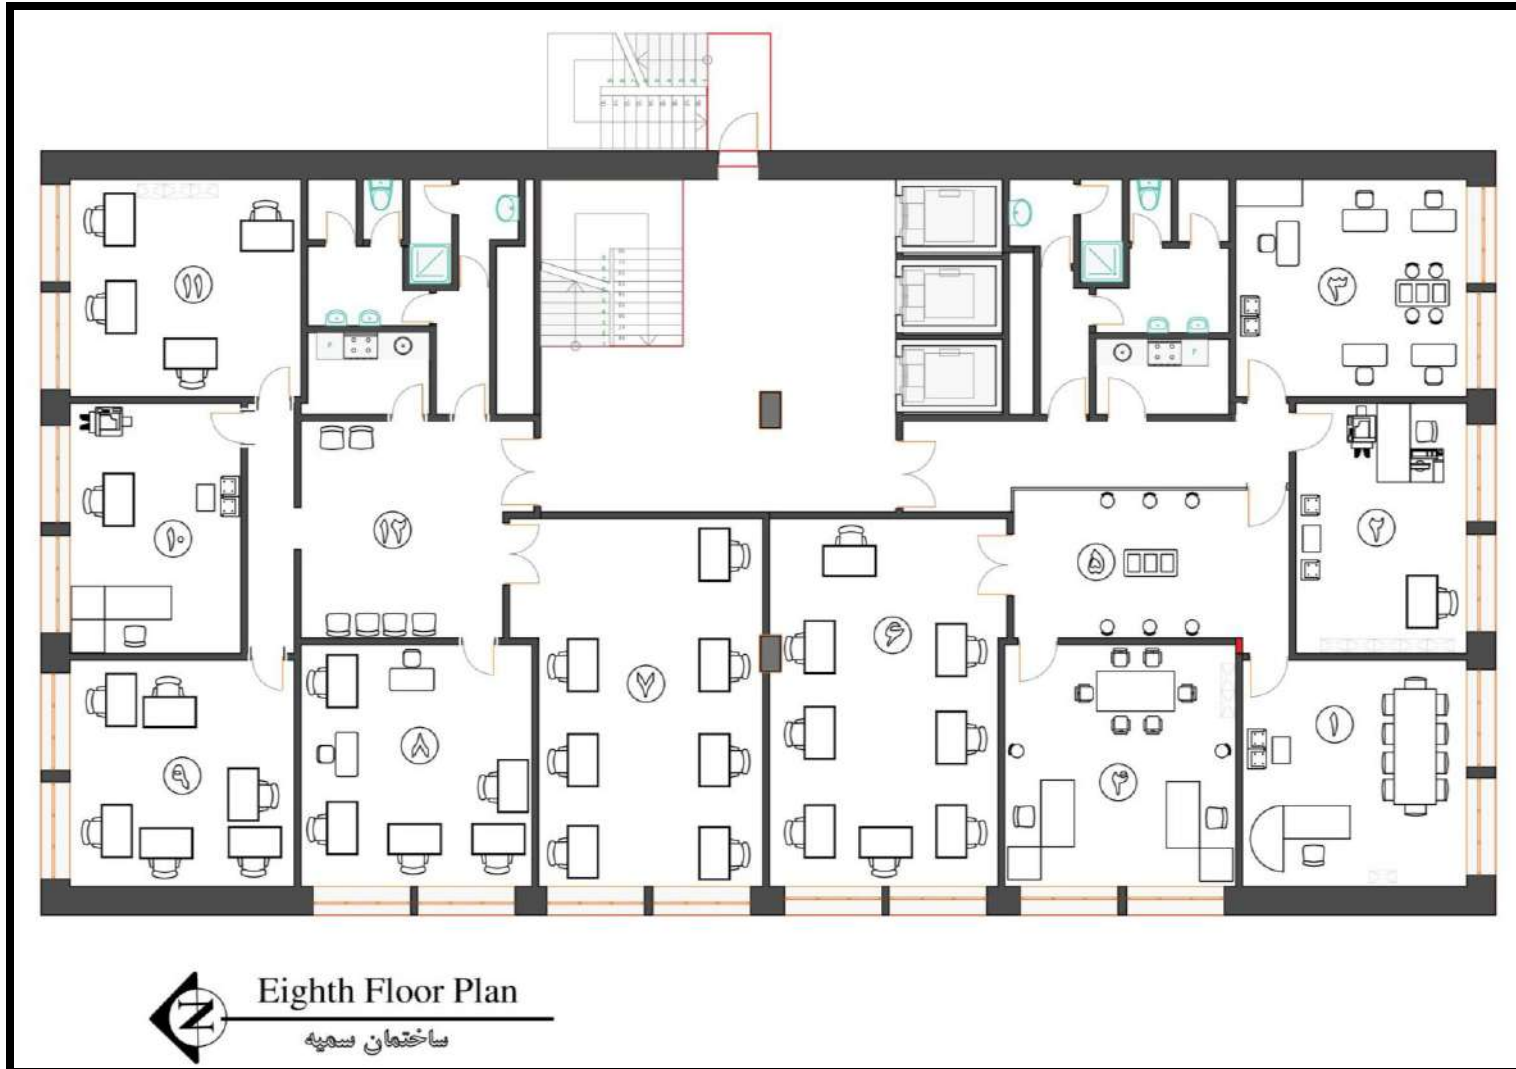 ۱۱
۳
۱۰
۱۲
۲
۵
۶
۷
۱
۸
۹
۴
F
F
Eighth Floor Plan
N
ساختمان سمیه